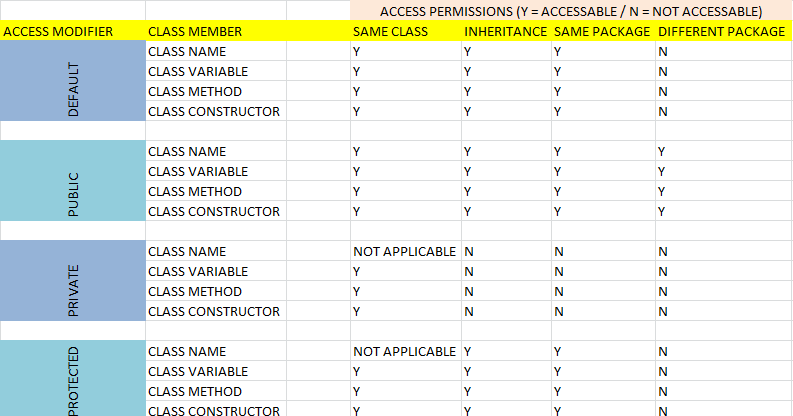 ACCESS PERMISSIONS (Y = ACCESSABLE / N = NOT ACCESSABLE)
ACCESS MODIFIER CLASS MEMBER SAME CLASS INHERITANCE SAME PACKAGE DIFFERENT PACKAGE
DEFAULT
CLASS NAME Y Y Y N
CLASS VARIABLE Y Y Y N
CLASS METHOD Y Y Y N
CLASS CONSTRUCTOR Y Y Y N
PUBLIC
CLASS NAME Y Y Y Y
CLASS VARIABLE Y Y Y Y
CLASS METHOD Y Y Y Y
CLASS CONSTRUCTOR Y Y Y Y
PRIVATE
CLASS NAME NOT APPLICABLE N N N
CLASS VARIABLE Y N N N
CLASS METHOD Y N N N
CLASS CONSTRUCTOR Y N N N
PROTECTED
CLASS NAME NOT APPLICABLE Y Y N
CLASS VARIABLE Y Y Y N
CLASS METHOD Y Y Y N
CLASS CONSTRUCTOR Y Y Y N